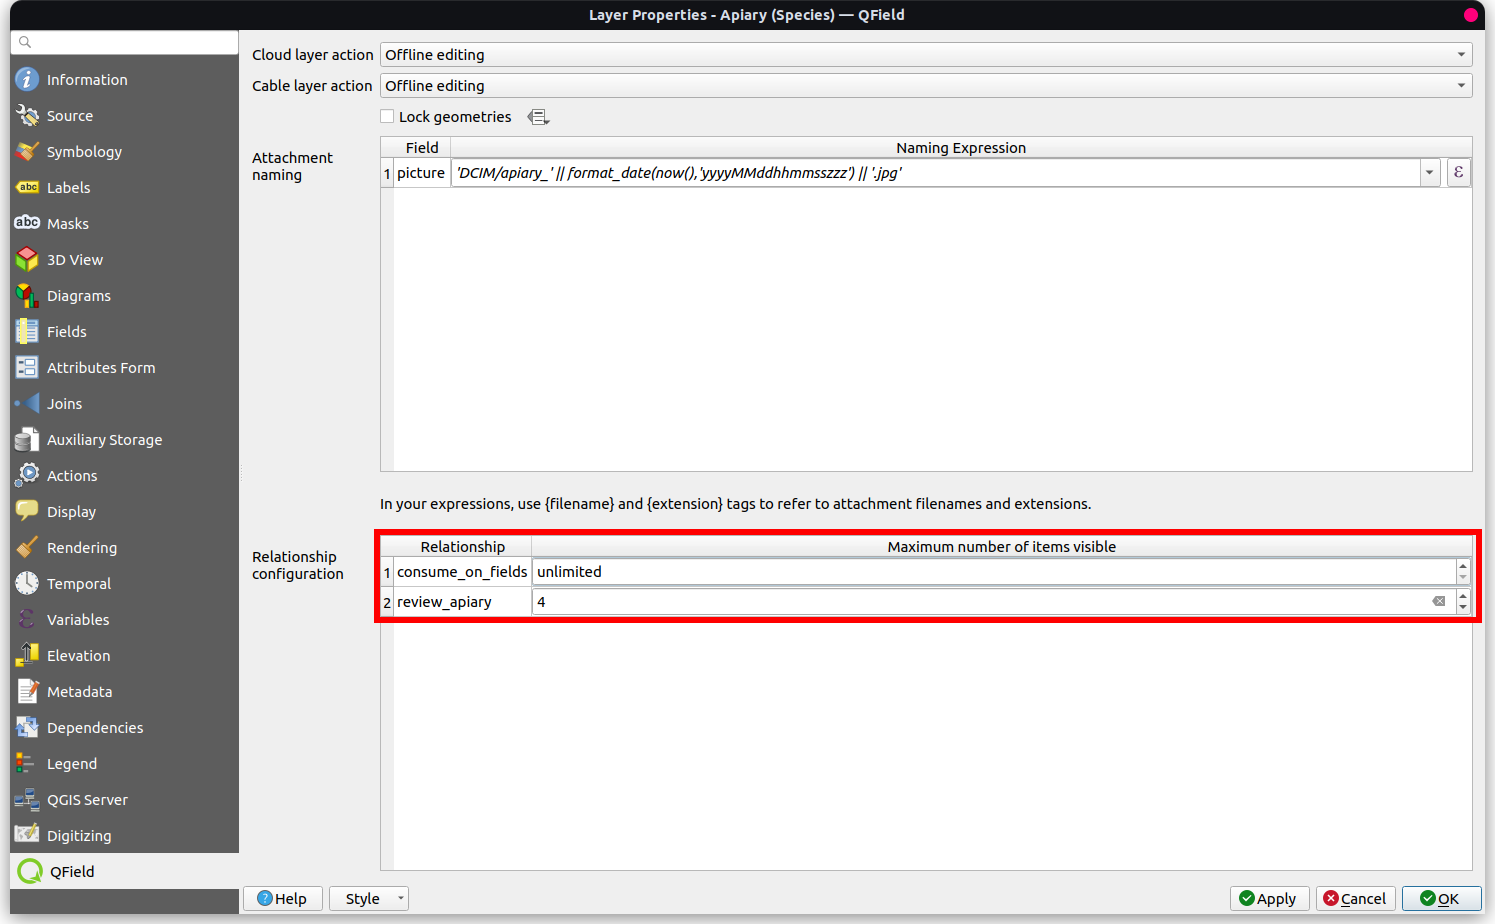 Layer Properties - Apiary (Species) — QField
Information
Source
Symbology
abc Labels
abc Masks
3D View
Diagrams
Fields
Attributes Form
Joins
Auxiliary Storage
Actions
Display
Rendering
Temporal
ε Variables
Elevation
Metadata
Dependencies
Legend
QGIS Server
Digitizing
QField
Cloud layer action Offline editing
Cable layer action Offline editing
Lock geometries
Attachment
naming
Field Naming Expression
1 picture 'DCIM/apiary_' || format_date(now(),'yyyyMMddhhmmsszzz') || '.jpg' ε
In your expressions, use {filename} and {extension} tags to refer to attachment filenames and extensions.
Relationship
configuration
Relationship Maximum number of items visible
1 consume_on_fields unlimited
2 review_apiary 4
Help Style Apply Cancel OK